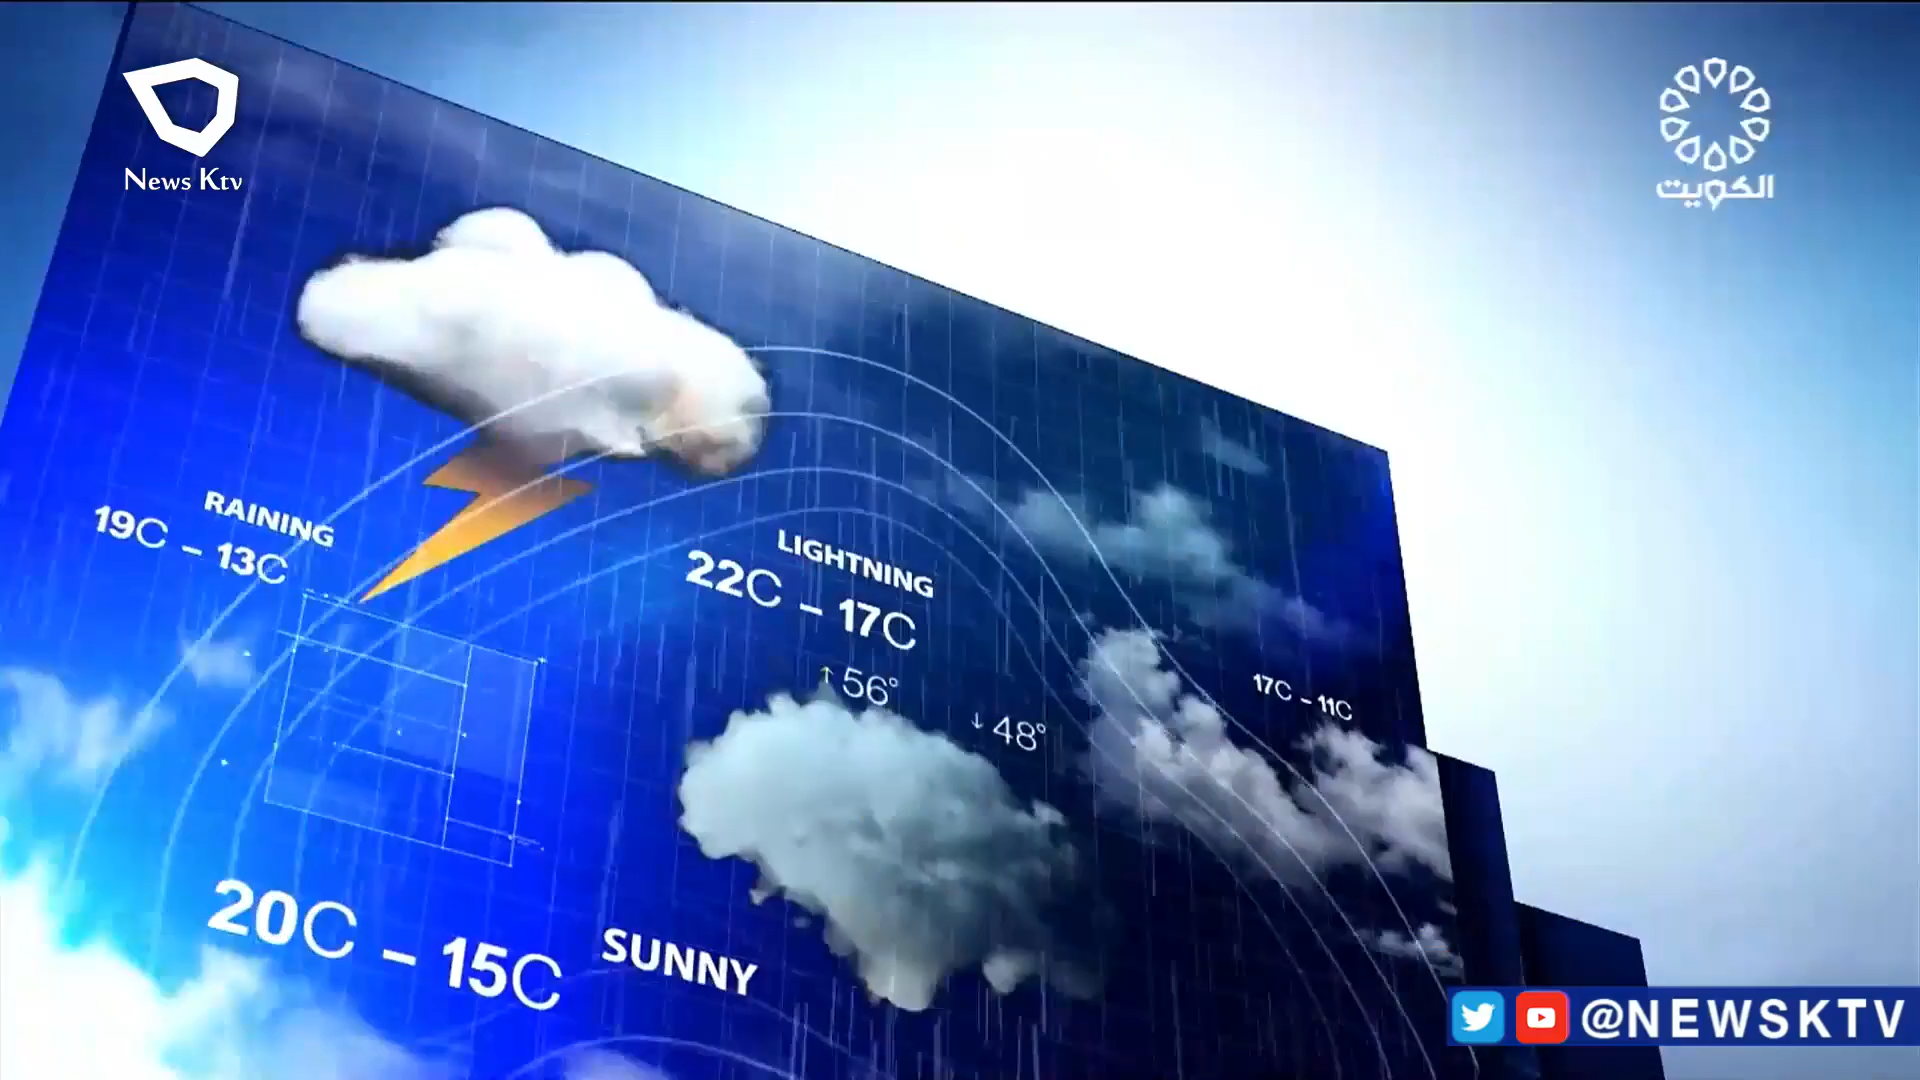 News Ktv
الكويت
RAINING
19C – 13C
LIGHTNING
22C – 17C
↑56°
↓48°
17C – 11C
20C – 15C
SUNNY
@NEWSKTV